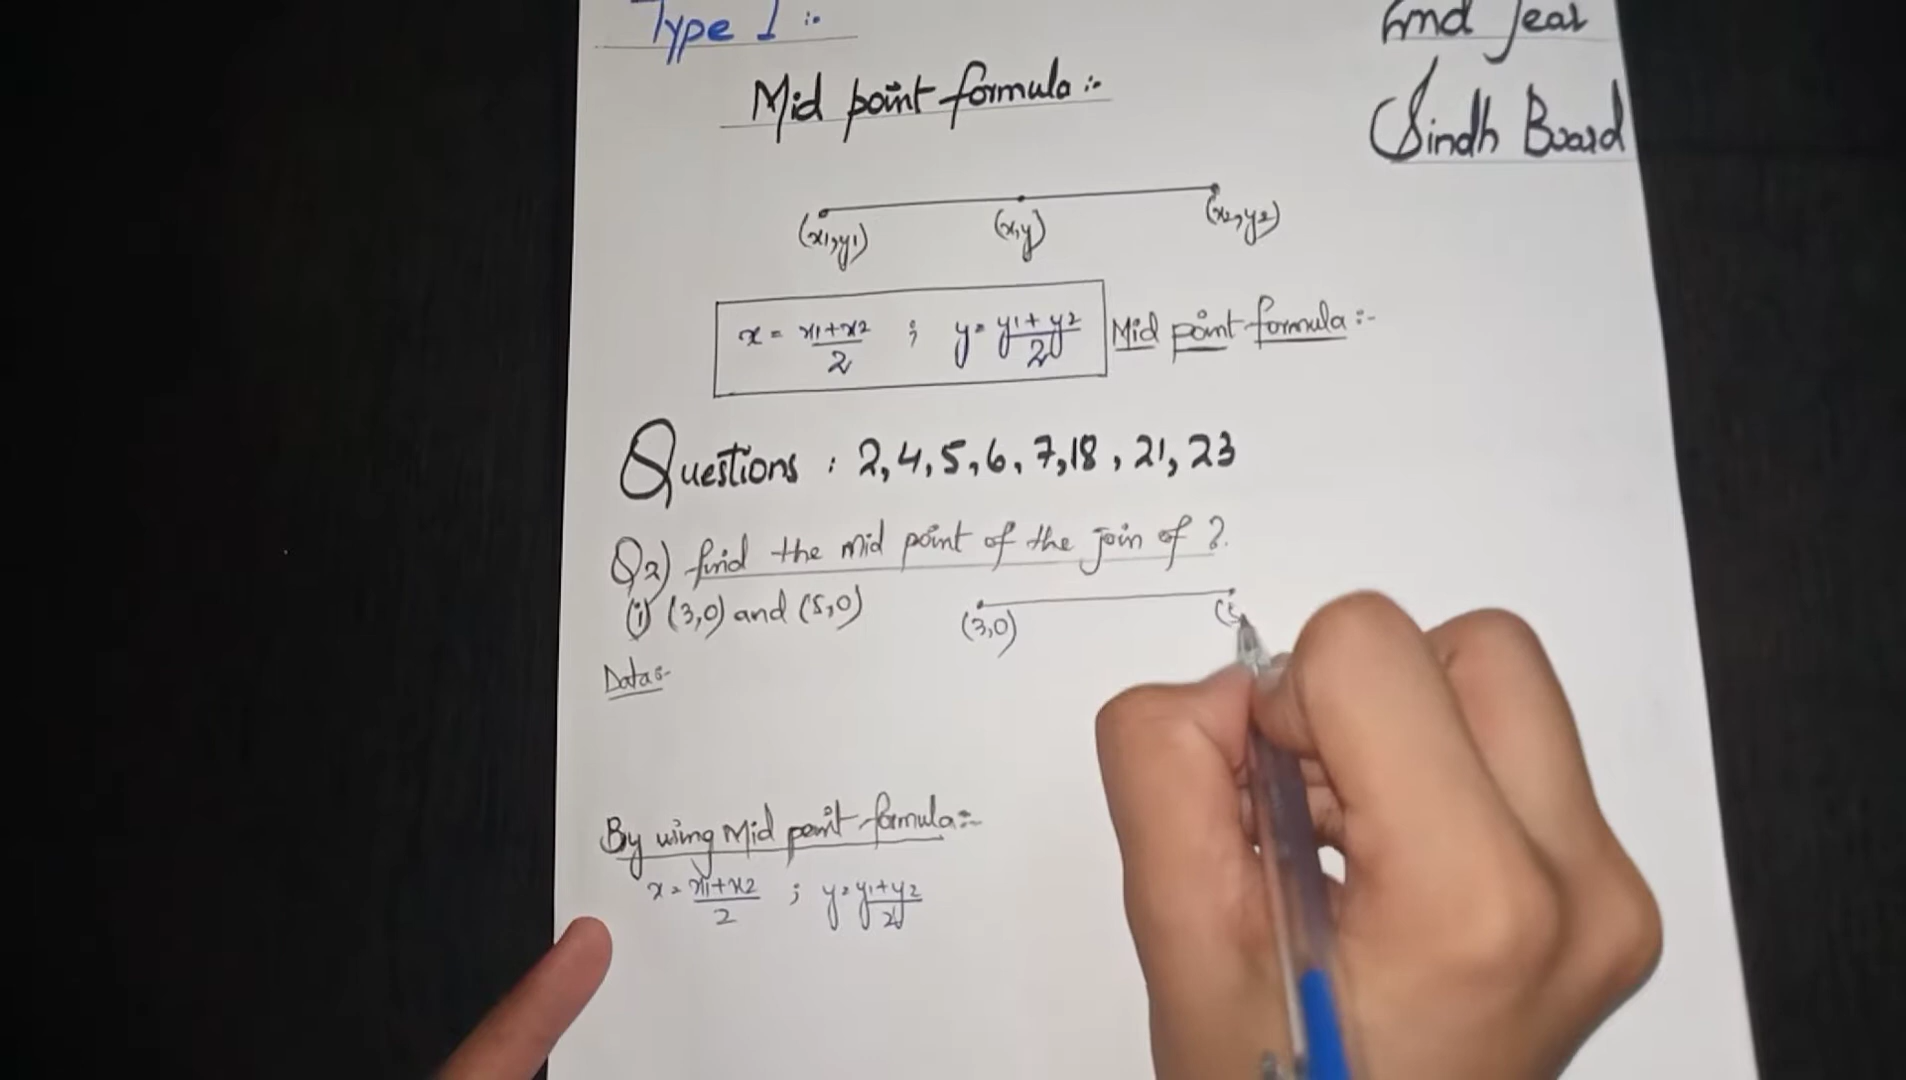 Type 1 :-
2nd Year
Sindh Board
Mid point formula :-
(x1,y1) (x,y) (x2,y2)
x = x1+x2/2 ; y = y1+y2/2 Mid point formula :-
Questions : 2,4,5,6,7,18,21,23
Q2) find the mid point of the join of ?
(i) (3,0) and (5,0)
(3,0) (5
Data :-
By using Mid point formula :-
x = x1+x2/2 ; y = y1+y2/2